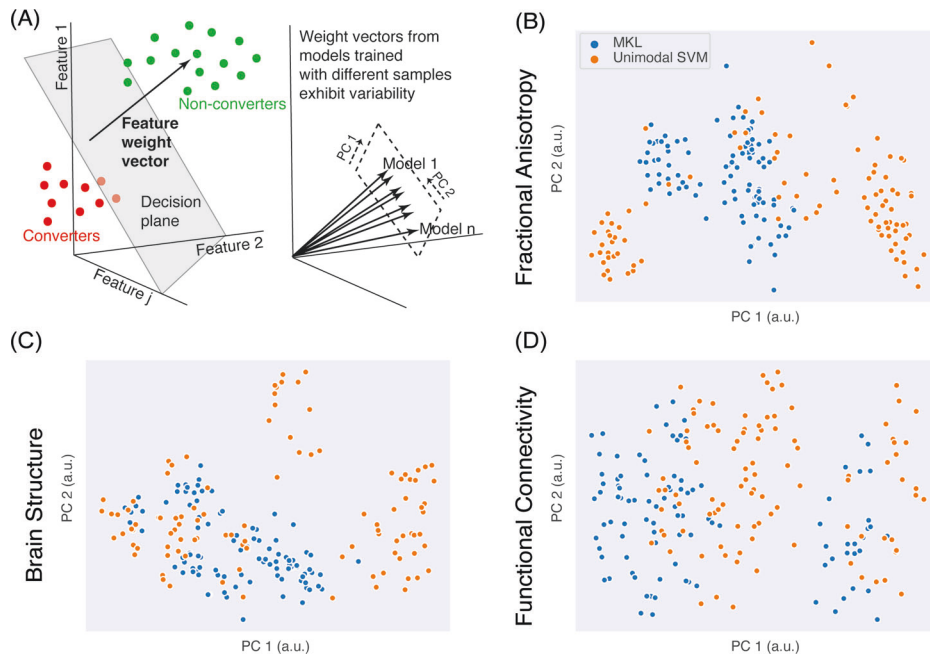 (A)
Feature 1
Non-converters
Feature
weight
vector
Decision
plane
Converters
Feature 2
Feature j
Weight vectors from
models trained
with different samples
exhibit variability
PC 1
Model 1
PC 2
Model n
(B)
MKL
Unimodal SVM
Fractional Anisotropy
PC 2 (a.u.)
PC 1 (a.u.)
(C)
Brain Structure
PC 2 (a.u.)
PC 1 (a.u.)
(D)
Functional Connectivity
PC 2 (a.u.)
PC 1 (a.u.)